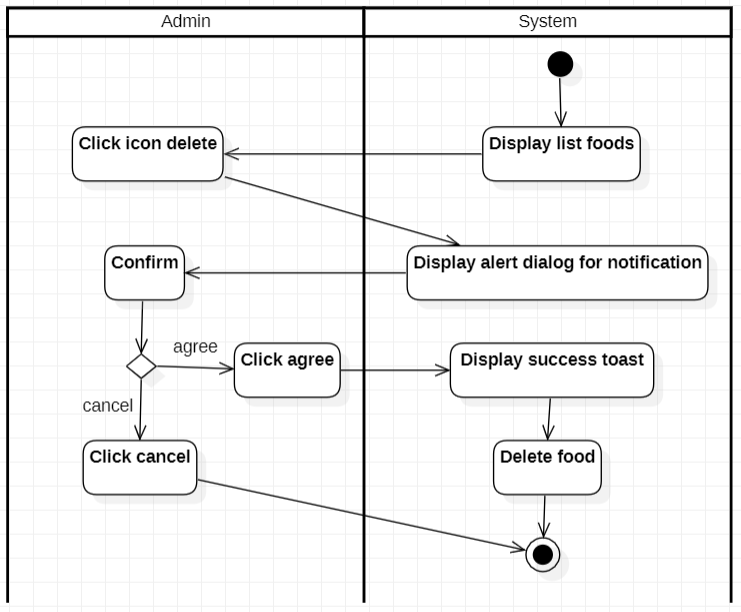 Admin
System
Display list foods
Click icon delete
Display alert dialog for notification
Confirm
agree
Click agree
Display success toast
cancel
Click cancel
Delete food